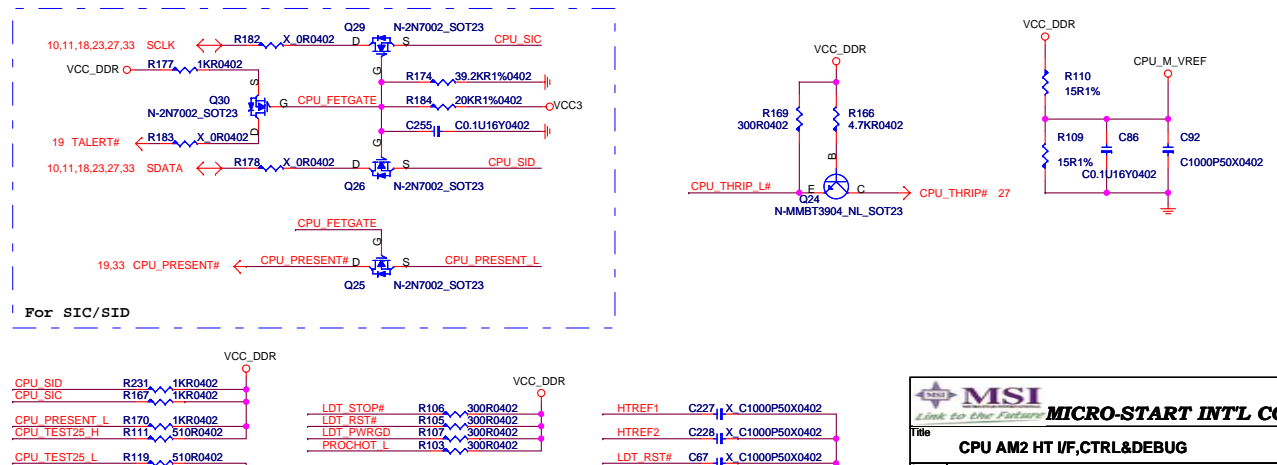 Q29 N-2N7002_SOT23
10,11,18,23,27,33 SCLK R182 X_0R0402 D S CPU_SIC
VCC_DDR R177 1KR0402
G
R174 39.2KR1%0402
S
Q30 G CPU_FETGATE R184 20KR1%0402 VCC3
N-2N7002_SOT23
D
C255 C0.1U16Y0402
19 TALERT# R183 X_0R0402
G
10,11,18,23,27,33 SDATA R178 X_0R0402 D S CPU_SID
Q26 N-2N7002_SOT23
CPU_FETGATE
G
19,33 CPU_PRESENT# CPU_PRESENT# D S CPU_PRESENT_L
Q25 N-2N7002_SOT23
For SIC/SID
VCC_DDR
R169
300R0402
R166
4.7KR0402
B
CPU_THRIP_L# E C CPU_THRIP# 27
Q24
N-MMBT3904_NL_SOT23
VCC_DDR
CPU_M_VREF
R110
15R1%
R109
15R1%
C86
C0.1U16Y0402
C92
C1000P50X0402
VCC_DDR
CPU_SID R231 1KR0402
CPU_SIC R167 1KR0402
CPU_PRESENT_L R170 1KR0402
CPU_TEST25_H R111 510R0402
CPU_TEST25_L R119 510R0402
VCC_DDR
LDT_STOP# R106 300R0402
LDT_RST# R105 300R0402
LDT_PWRGD R107 300R0402
PROCHOT_L R103 300R0402
HTREF1 C227 X_C1000P50X0402
HTREF2 C228 X_C1000P50X0402
LDT_RST# C67 X_C1000P50X0402
MSI
Link to the Future
MICRO-START INT'L CO
Title
CPU AM2 HT I/F,CTRL&DEBUG